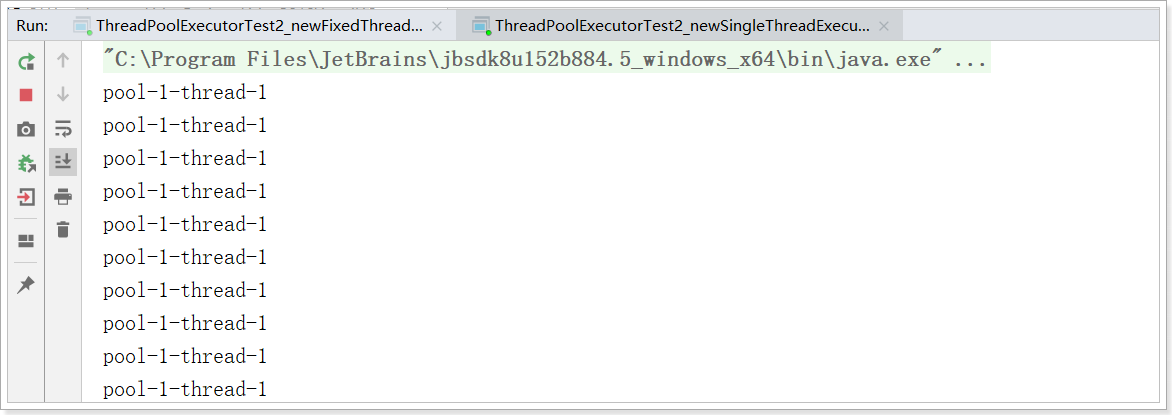 Run: ThreadPoolExecutorTest2_newFixedThread... × ThreadPoolExecutorTest2_newSingleThreadExecu... ×
"C:\Program Files\JetBrains\jbsdk8u152b884.5_windows_x64\bin\java.exe" ...
pool-1-thread-1
pool-1-thread-1
pool-1-thread-1
pool-1-thread-1
pool-1-thread-1
pool-1-thread-1
pool-1-thread-1
pool-1-thread-1
pool-1-thread-1
pool-1-thread-1